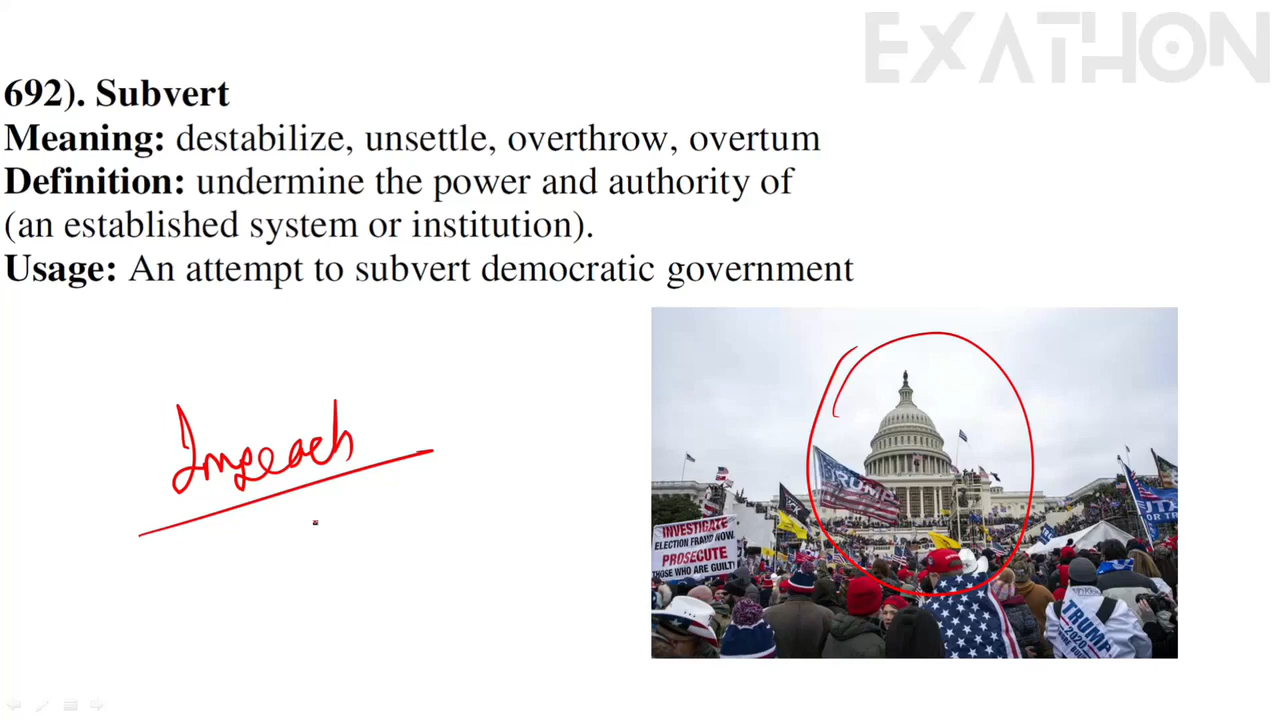 EXATHON
692). Subvert
Meaning: destabilize, unsettle, overthrow, overtum
Definition: undermine the power and authority of
(an established system or institution).
Usage: An attempt to subvert democratic government
Impeach
TRUMP
INVESTIGATE
ELECTION FRAUD NOW.
PROSECUTE
THOSE WHO ARE GUILTY
TRUMP
2020